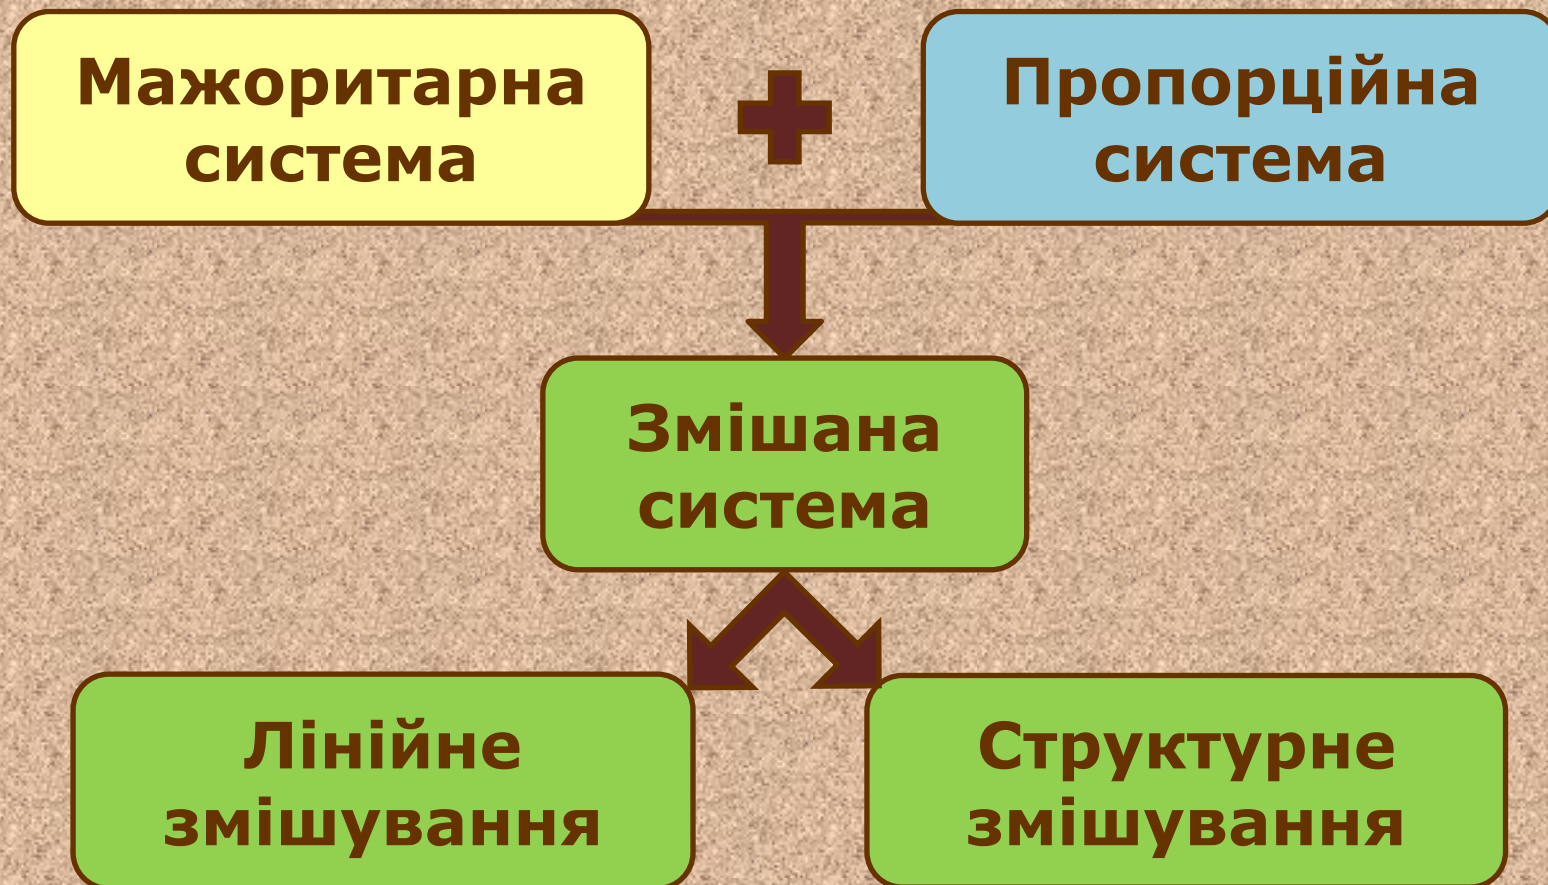 Мажоритарна
система
Пропорційна
система
Змішана
система
Лінійне
змішування
Структурне
змішування